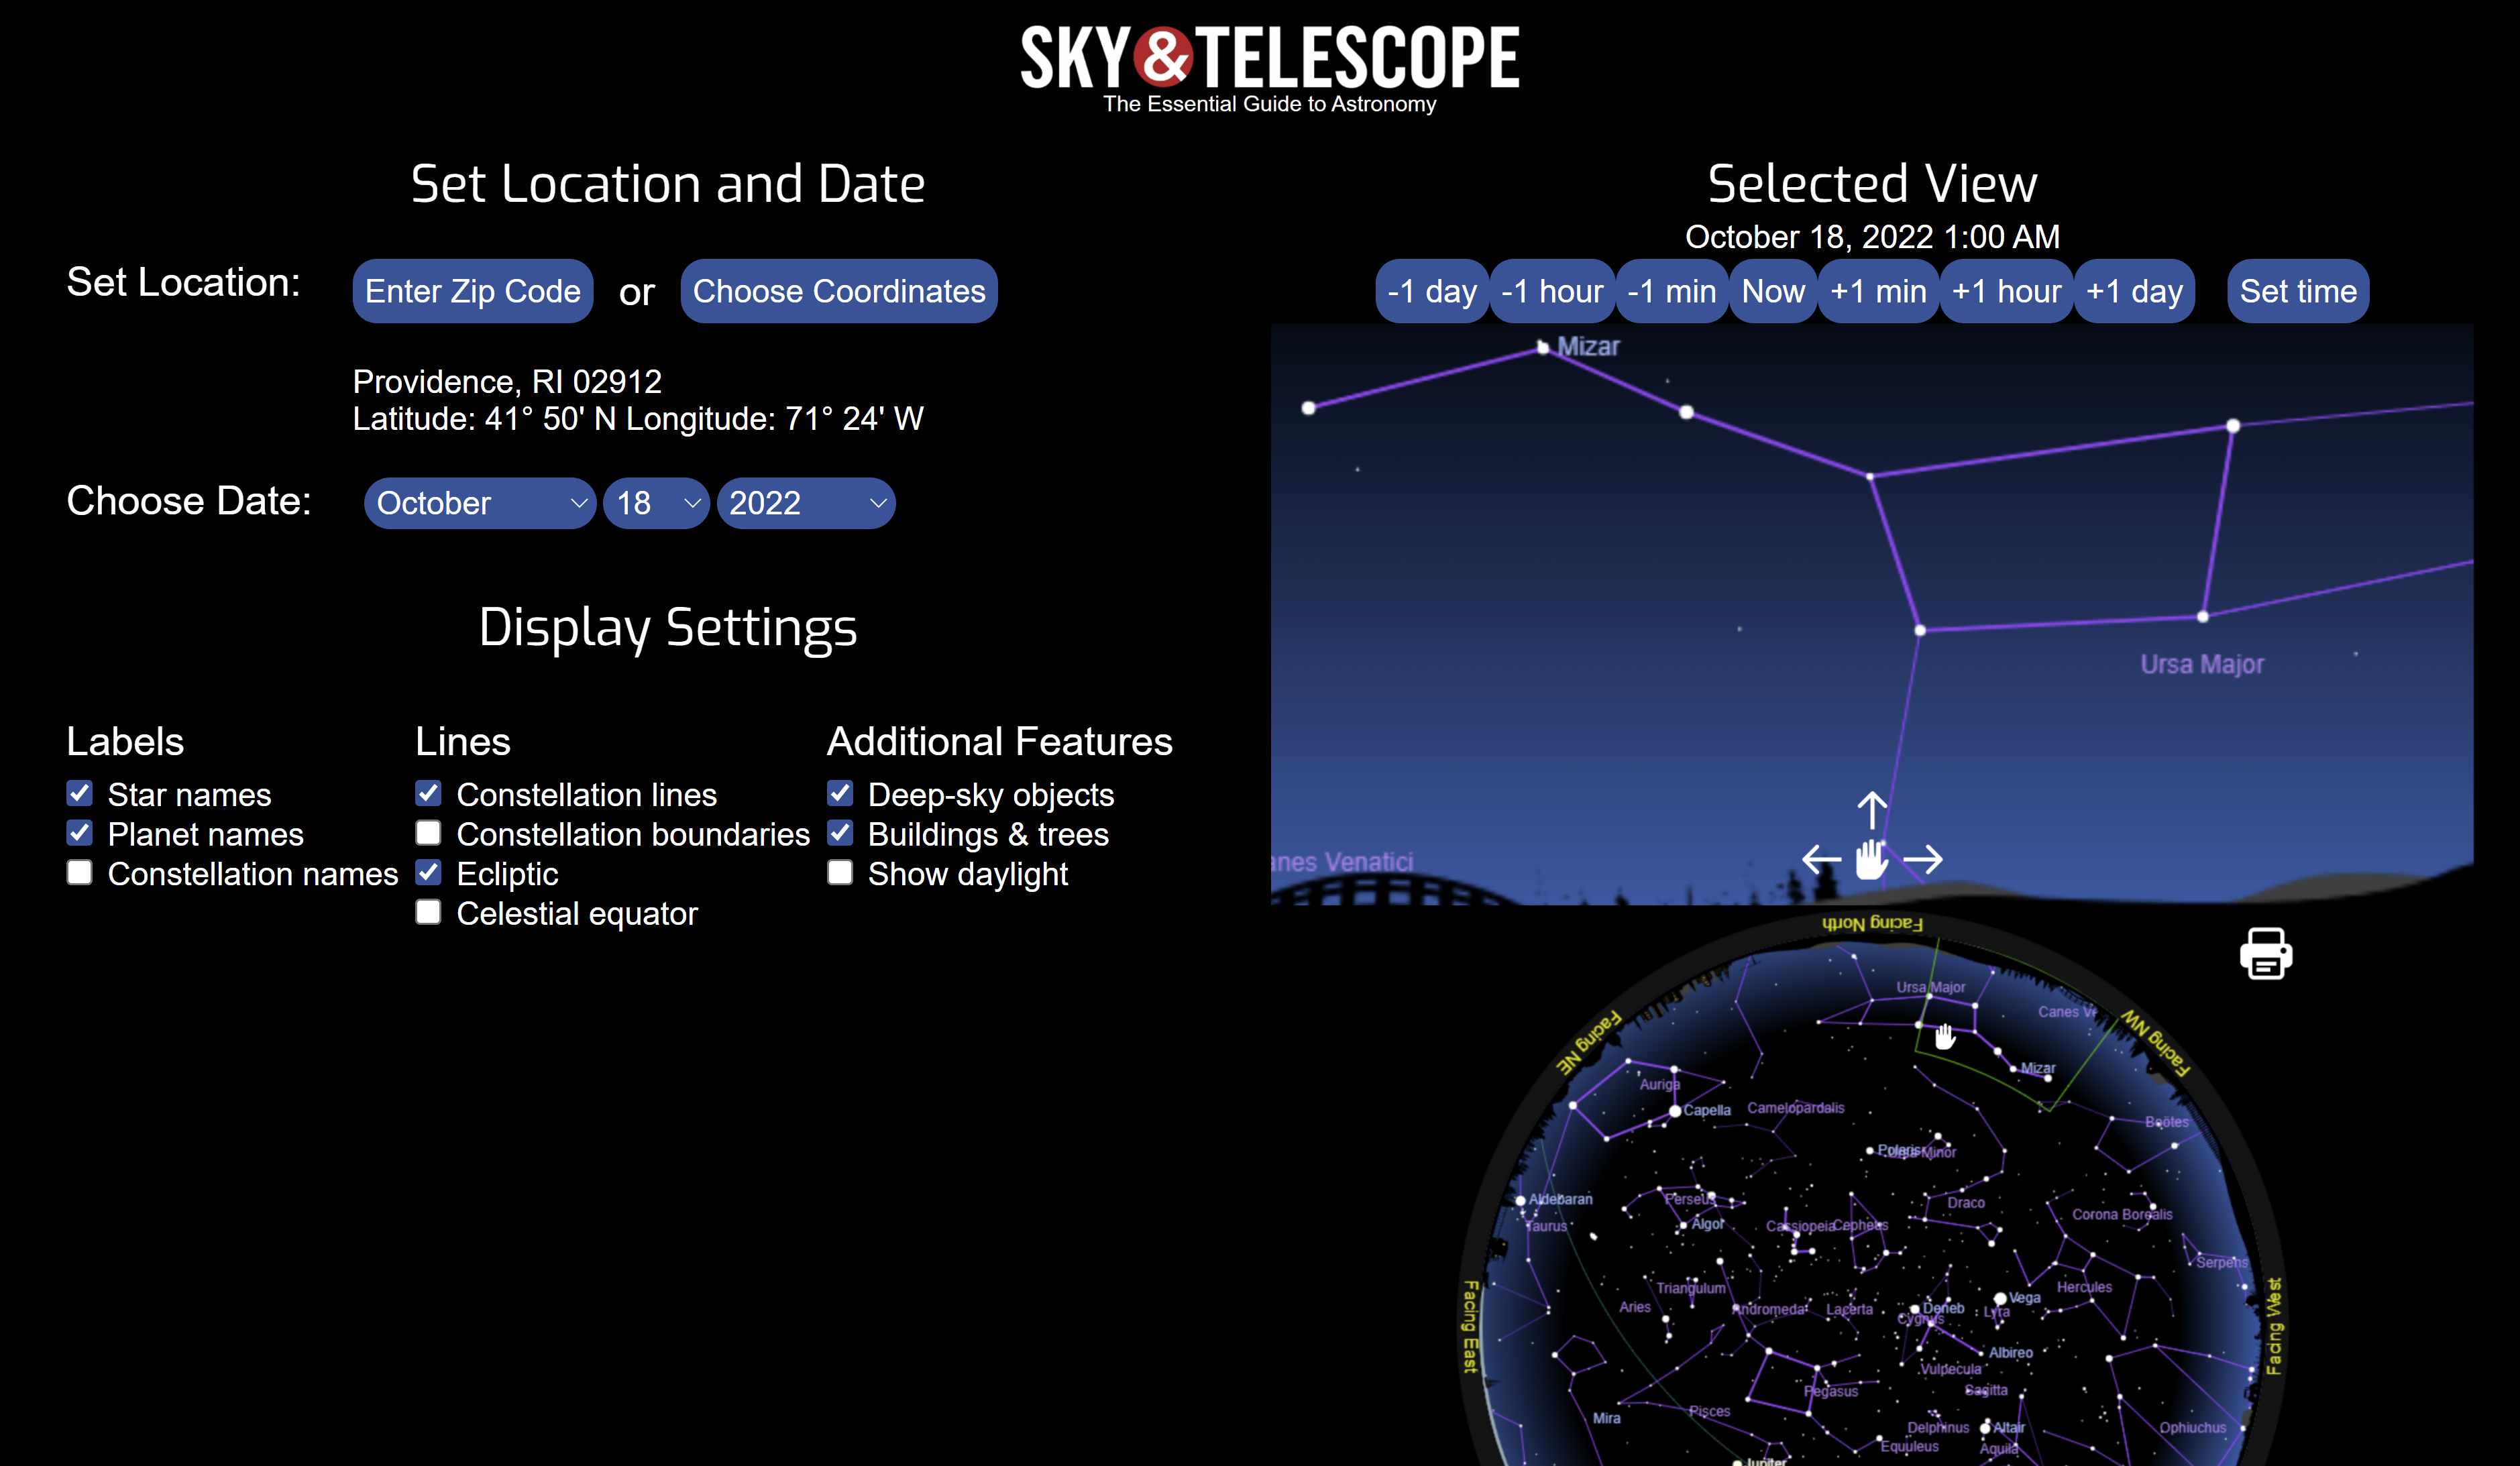 SKY&TELESCOPE
The Essential Guide to Astronomy
Set Location and Date
Set Location:
Enter Zip Code or Choose Coordinates
Providence, RI 02912
Latitude: 41° 50' N Longitude: 71° 24' W
Choose Date:
October 18 2022
Display Settings
Labels
Star names
Planet names
Constellation names
Lines
Constellation lines
Constellation boundaries
Ecliptic
Celestial equator
Additional Features
Deep-sky objects
Buildings & trees
Show daylight
Selected View
October 18, 2022 1:00 AM
-1 day -1 hour -1 min Now +1 min +1 hour +1 day Set time
Mizar
Ursa Major
anes Venatici
Facing North
Facing NE
Facing NW
Facing East
Facing West
Ursa Major
Canes Ve
Mizar
Auriga
Capella
Camelopardalis
Boötes
Polaris
Ursa Minor
Aldebaran
Taurus
Perseus
Algol
Cassiopeia
Cepheus
Draco
Corona Borealis
Serpens
Triangulum
Aries
Andromeda
Lacerta
Deneb
Cygnus
Vega
Lyra
Hercules
Albireo
Vulpecula
Sagitta
Pegasus
Pisces
Mira
Delphinus
Altair
Ophiuchus
Equuleus
Aquila
Jupiter